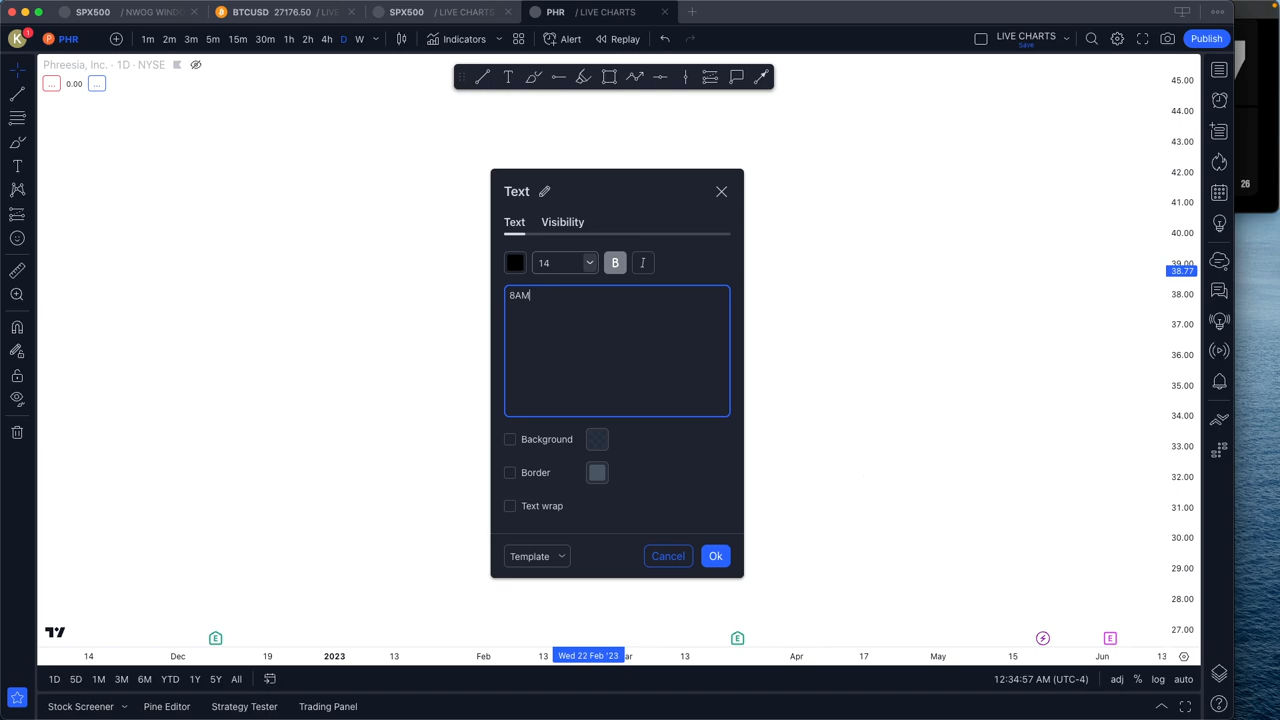 SPX500 / NWOG WINDO
BTCUSD 27176.50 / LIVE
SPX500 / LIVE CHARTS
PHR / LIVE CHARTS
K 1
P PHR
1m 2m 3m 5m 15m 30m 1h 2h 4h D W
Indicators
Alert
Replay
LIVE CHARTS
Save
Publish
Phreesia, Inc. · 1D · NYSE
... 0.00 ...
45.00
44.00
43.00
42.00
41.00
40.00
39.00
38.77
38.00
37.00
36.00
35.00
34.00
33.00
32.00
31.00
30.00
29.00
28.00
27.00
26
Text
Text Visibility
14 B I
8AM
Background
Border
Text wrap
Template Cancel Ok
E E E
14 Dec 19 2023 13 Feb 13 Wed 22 Feb '23 ar 13 Apr 17 May 15 Jun 13
1D 5D 1M 3M 6M YTD 1Y 5Y All
12:34:57 AM (UTC-4) adj % log auto
Stock Screener Pine Editor Strategy Tester Trading Panel